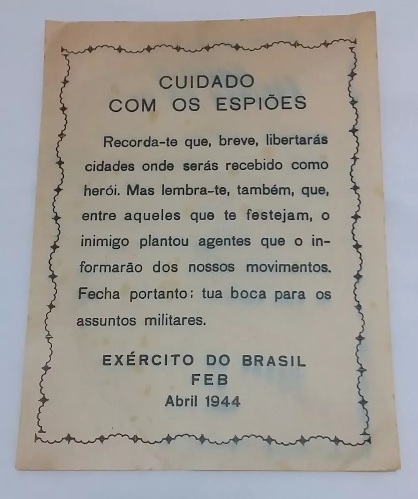 CUIDADO
COM OS ESPIÕES
Recorda-te que, breve, libertarás
cidades onde serás recebido como
herói. Mas lembra-te, também, que,
entre aqueles que te festejam, o
inimigo plantou agentes que o in-
formarão dos nossos movimentos.
Fecha portanto: tua boca para os
assuntos militares.
EXÉRCITO DO BRASIL
FEB
Abril 1944